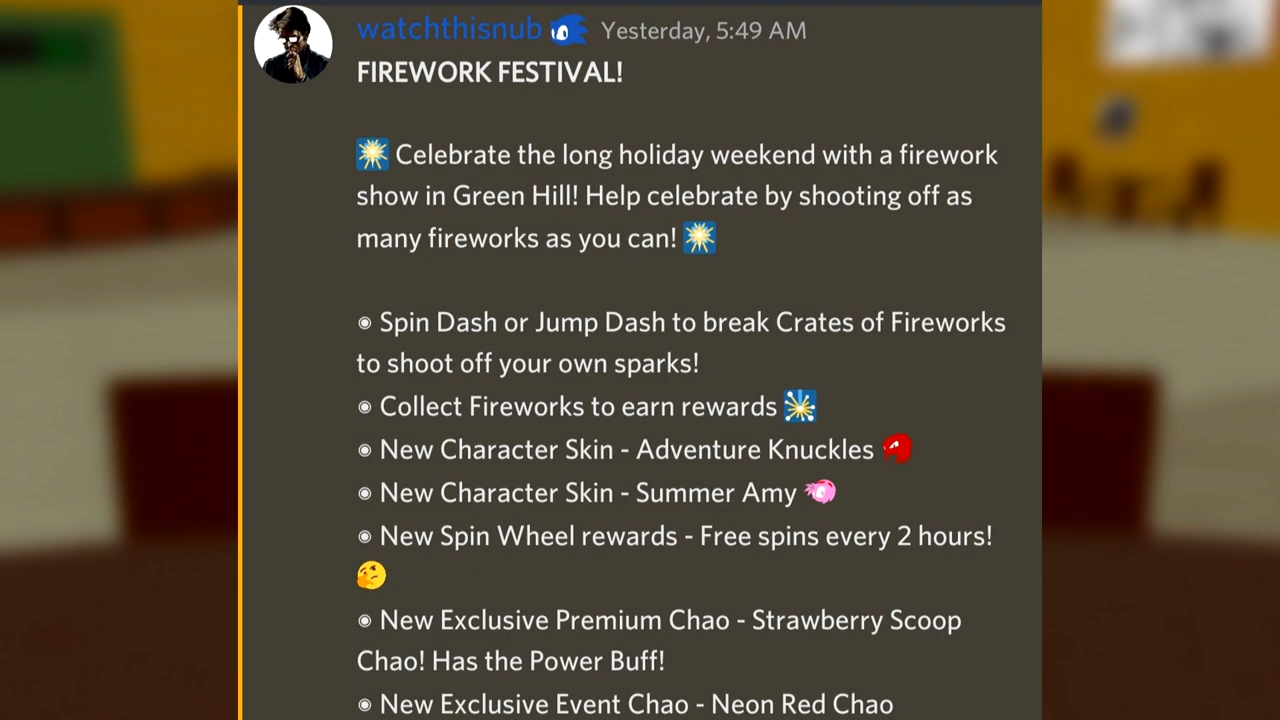 watchthisnub Yesterday, 5:49 AM
FIREWORK FESTIVAL!
🎇 Celebrate the long holiday weekend with a firework
show in Green Hill! Help celebrate by shooting off as
many fireworks as you can! 🎇
◉ Spin Dash or Jump Dash to break Crates of Fireworks
to shoot off your own sparks!
◉ Collect Fireworks to earn rewards 🎆
◉ New Character Skin - Adventure Knuckles
◉ New Character Skin - Summer Amy
◉ New Spin Wheel rewards - Free spins every 2 hours!
🤔
◉ New Exclusive Premium Chao - Strawberry Scoop
Chao! Has the Power Buff!
◉ New Exclusive Event Chao - Neon Red Chao